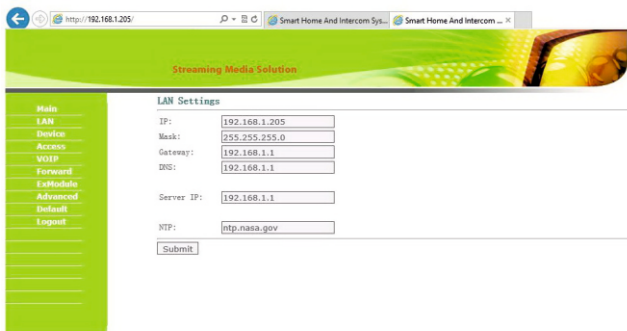 http://192.168.1.205/
Smart Home And Intercom Sys...
Smart Home And Intercom ...
Streaming Media Solution
Main
LAN
Device
Access
VOIP
Forward
ExModule
Advanced
Default
Logout
LAN Settings
IP: 192.168.1.205
Mask: 255.255.255.0
Gateway: 192.168.1.1
DNS: 192.168.1.1
Server IP: 192.168.1.1
NTP: ntp.nasa.gov
Submit